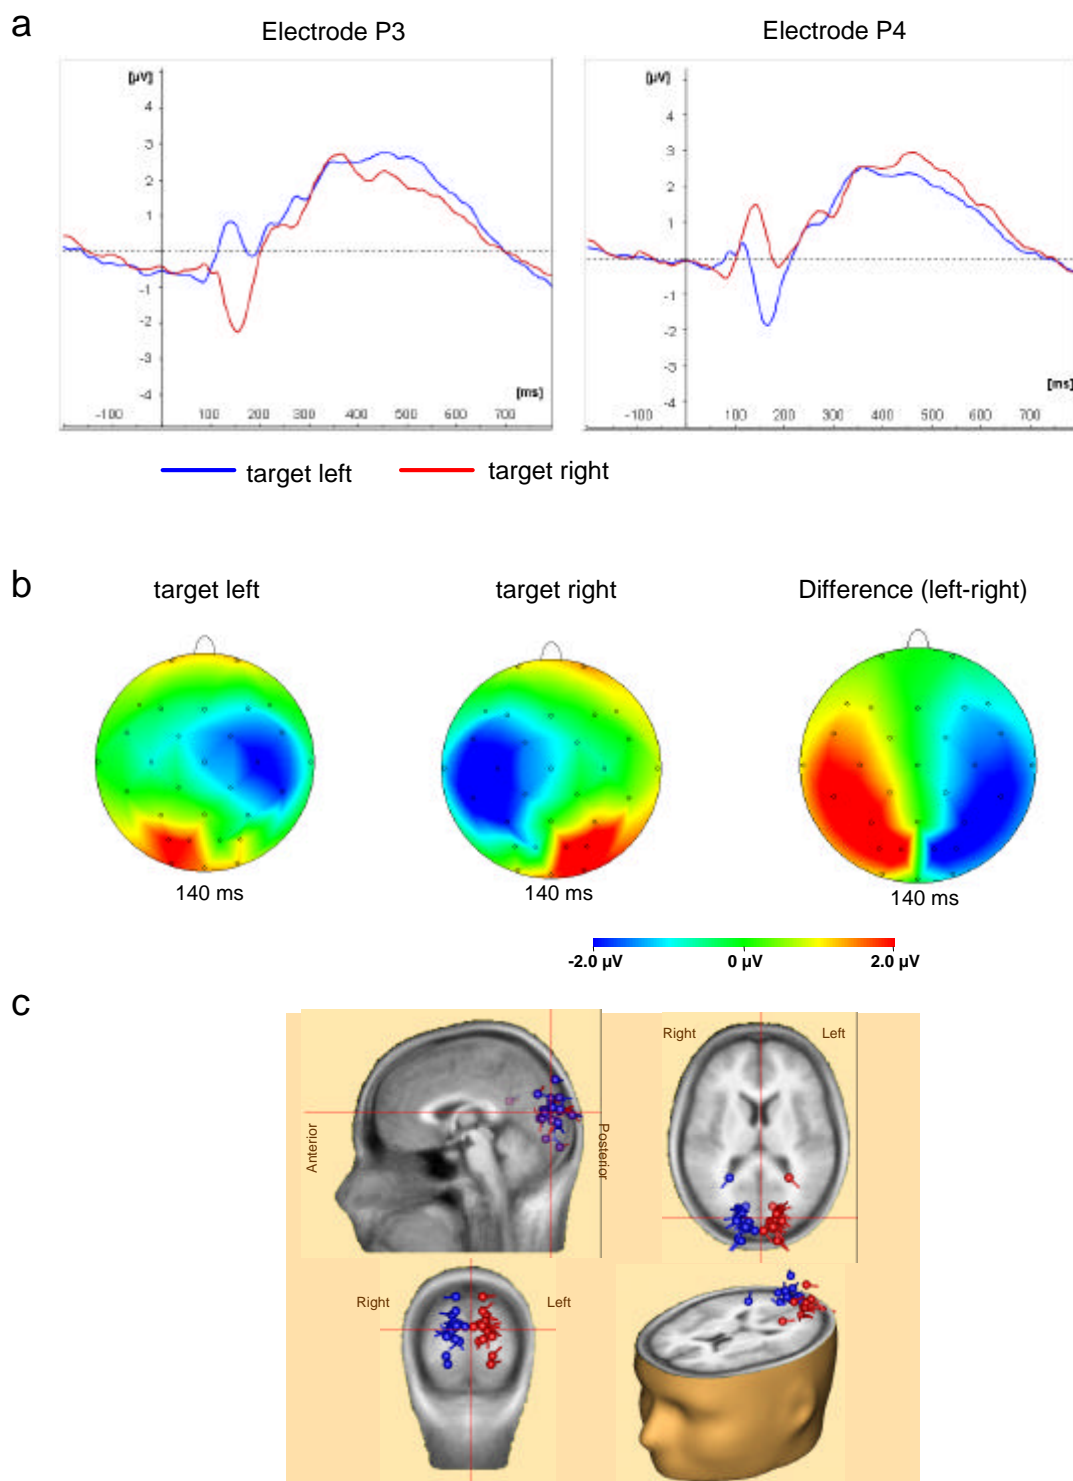 a
Electrode P3
Electrode P4
[µV]
4
3
2
1
-1
-2
-3
-4
[ms]
-100
100
200
300
400
500
600
700
[µV]
4
3
2
1
-1
-2
-3
-4
[ms]
-100
100
200
300
400
500
600
700
target left
target right
b
target left
target right
Difference (left-right)
140 ms
140 ms
140 ms
-2.0 µV
0 µV
2.0 µV
c
Anterior
Posterior
Right
Left
Right
Left